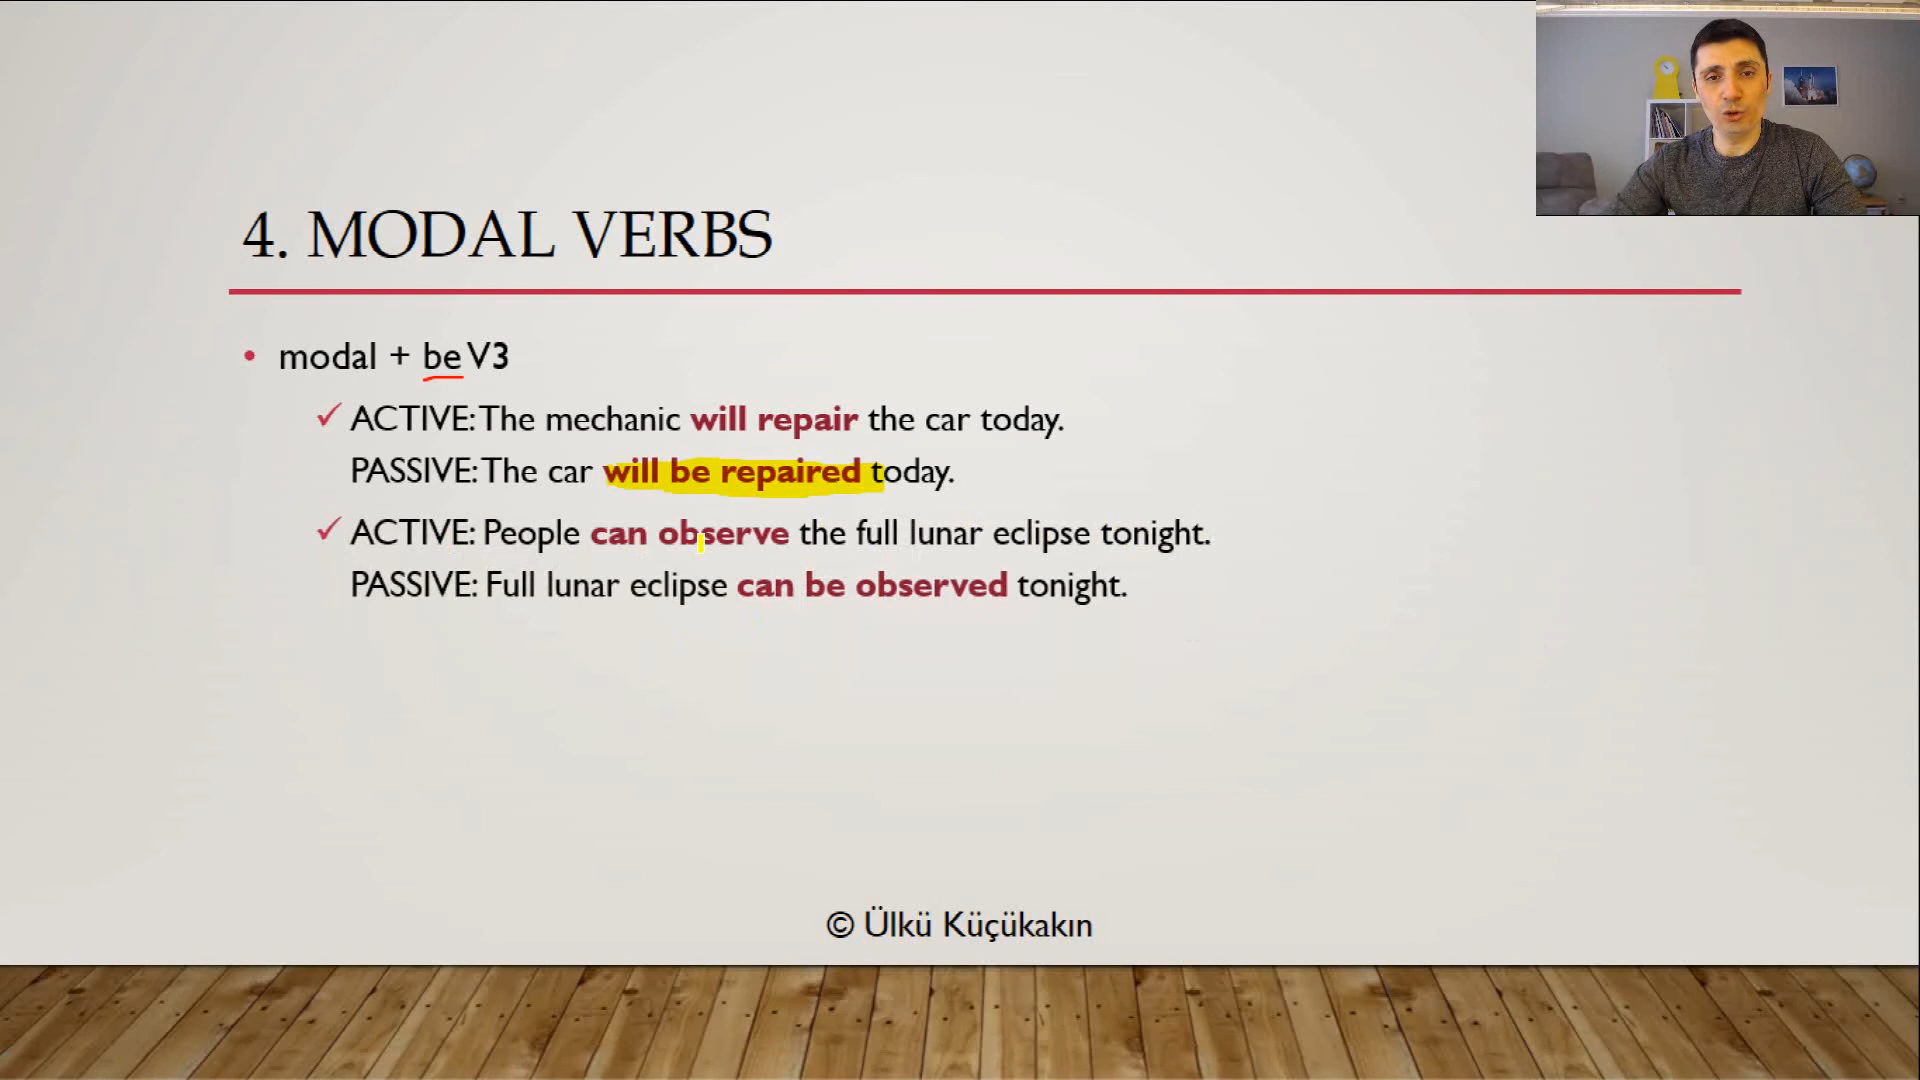 4. MODAL VERBS
• modal + be V3
✓ ACTIVE: The mechanic will repair the car today.
PASSIVE: The car will be repaired today.
✓ ACTIVE: People can observe the full lunar eclipse tonight.
PASSIVE: Full lunar eclipse can be observed tonight.
© Ülkü Küçükakın